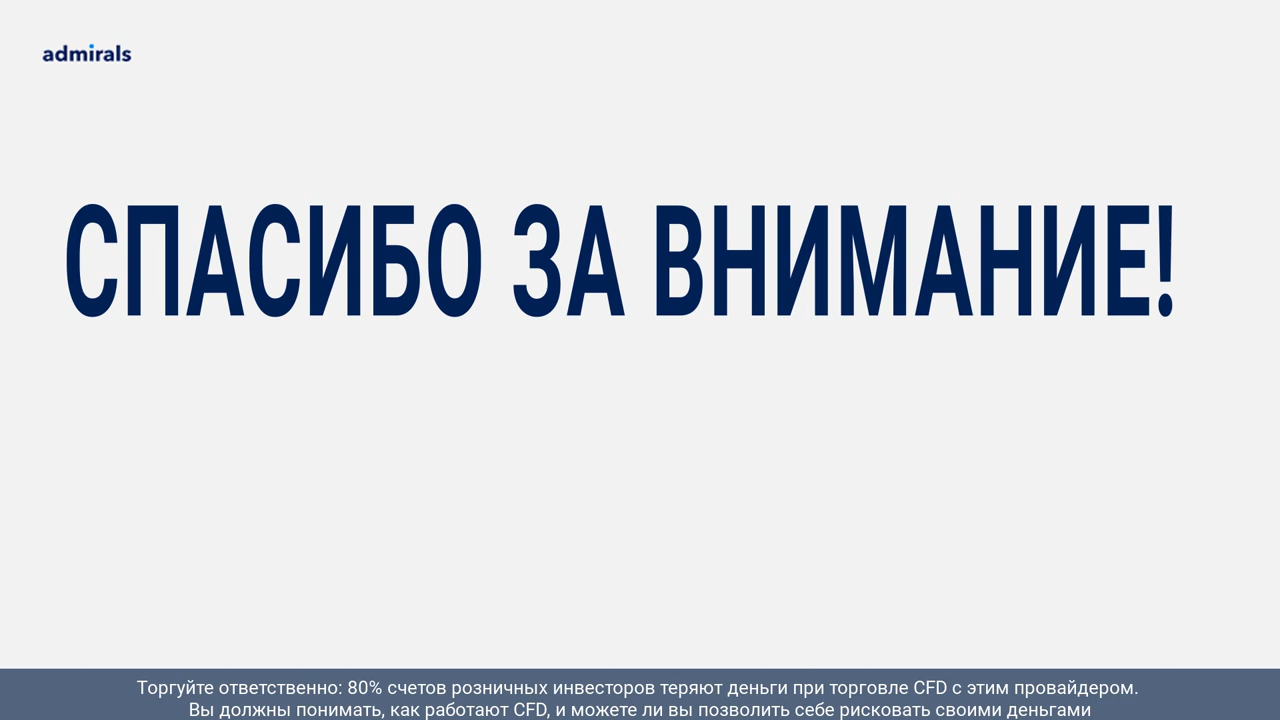 admirals
СПАСИБО ЗА ВНИМАНИЕ!
Торгуйте ответственно: 80% счетов розничных инвесторов теряют деньги при торговле CFD с этим провайдером.
Вы должны понимать, как работают CFD, и можете ли вы позволить себе рисковать своими деньгами